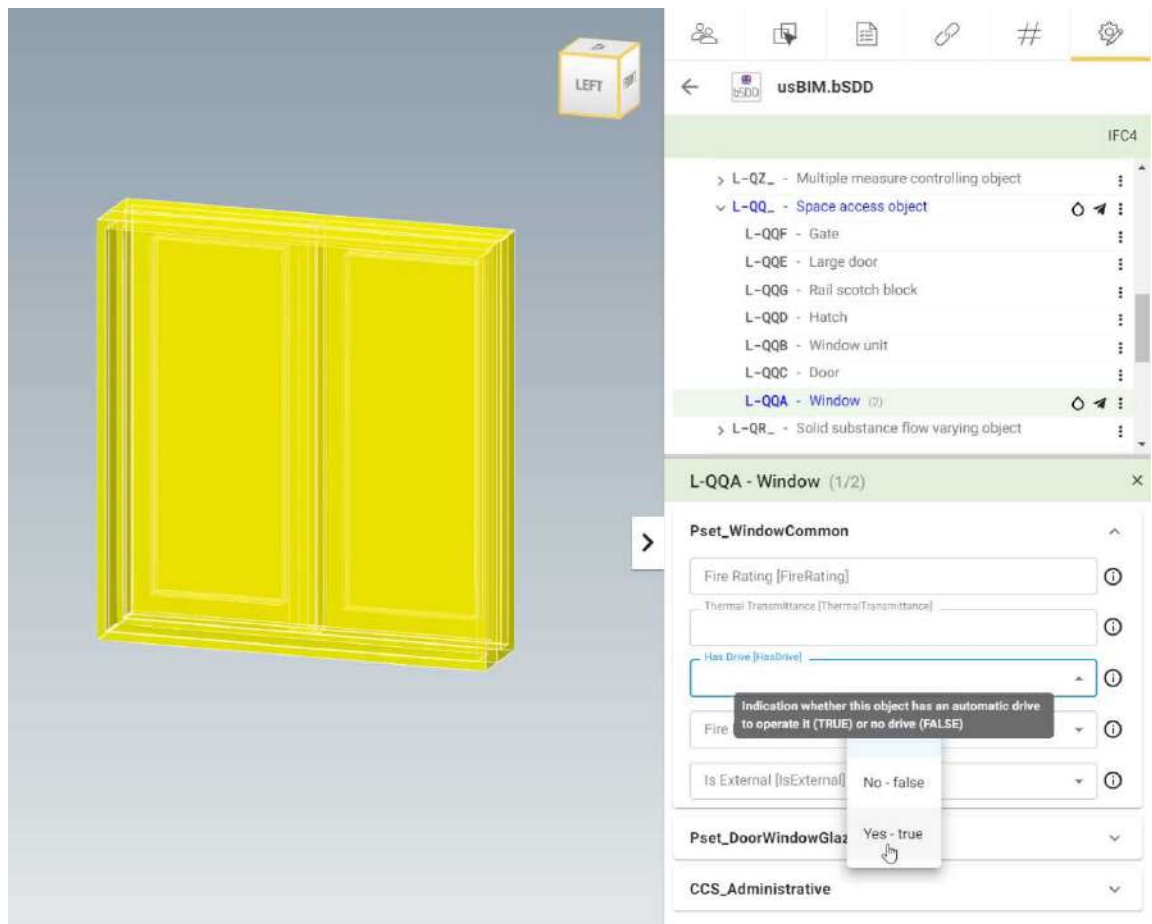 LEFT
FRONT
bSDD
usBIM.bSDD
IFC4
L-QZ_ - Multiple measure controlling object
L-QQ_ - Space access object
L-QQF - Gate
L-QQE - Large door
L-QQG - Rail scotch block
L-QQD - Hatch
L-QQB - Window unit
L-QQC - Door
L-QQA - Window (2)
L-QR_ - Solid substance flow varying object
L-QQA - Window (1/2)
Pset_WindowCommon
Fire Rating [FireRating]
Thermal Transmittance [ThermalTransmittance]
Has Drive [HasDrive]
Indication whether this object has an automatic drive
to operate it (TRUE) or no drive (FALSE)
Fire
Is External [IsExternal]
No - false
Yes - true
Pset_DoorWindowGlaz
CCS_Administrative